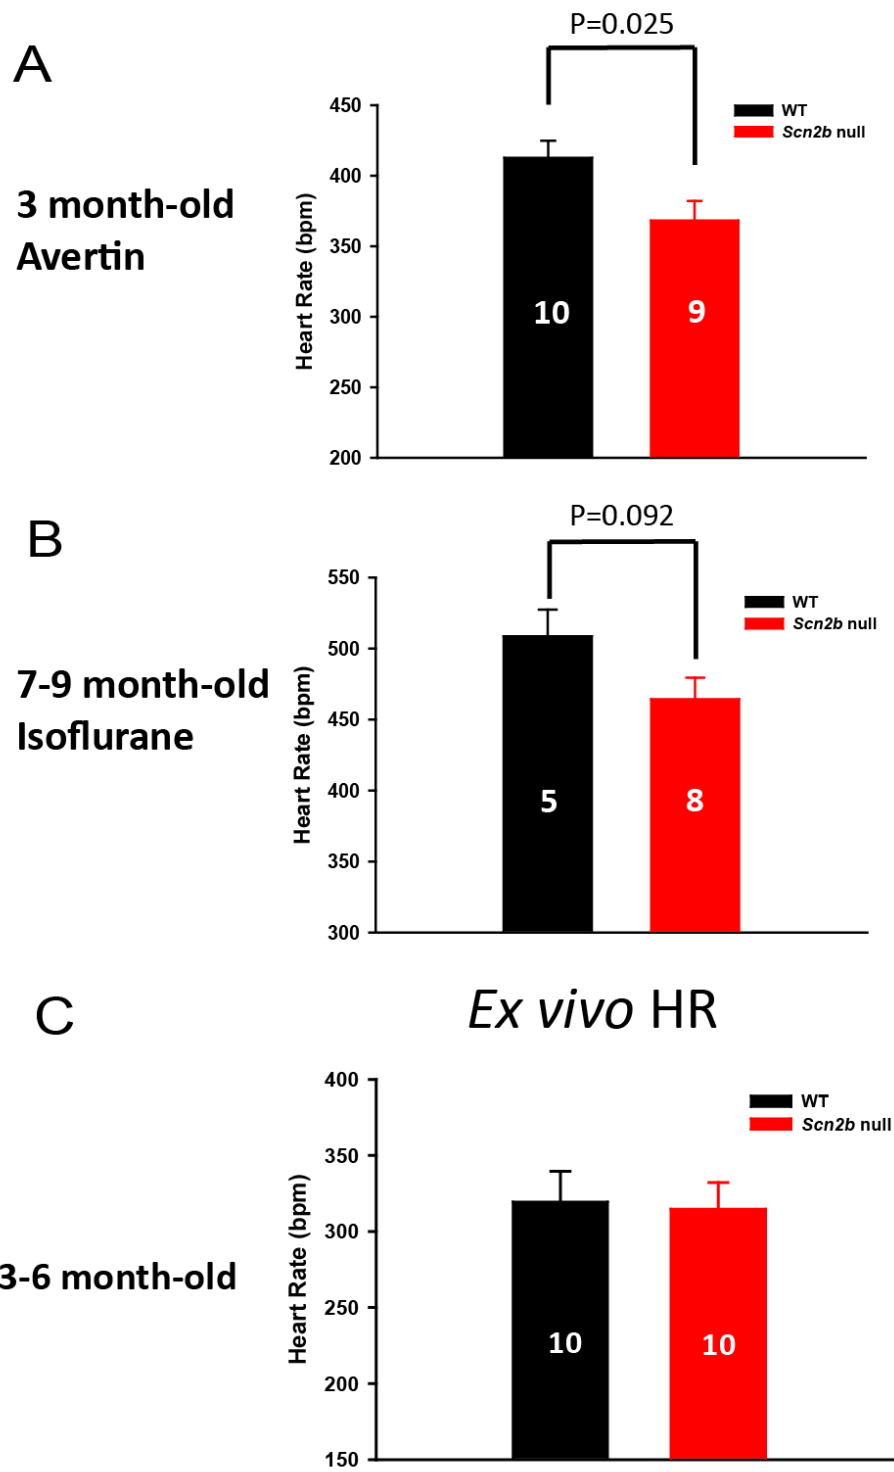 A
P=0.025
3 month-old
Avertin
Heart Rate (bpm)
450
400
350
300
250
200
WT
Scn2b null
10
9
B
P=0.092
7-9 month-old
Isoflurane
Heart Rate (bpm)
550
500
450
400
350
300
WT
Scn2b null
5
8
C
Ex vivo HR
3-6 month-old
Heart Rate (bpm)
400
350
300
250
200
150
WT
Scn2b null
10
10